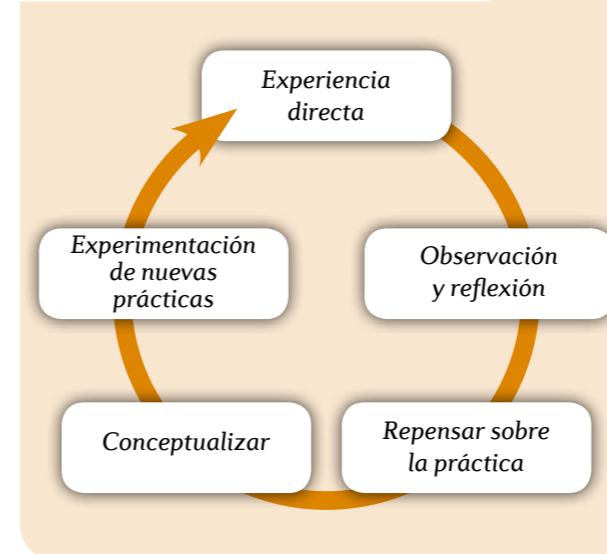 Experiencia
directa
Observación
y reflexión
Repensar sobre
la práctica
Conceptualizar
Experimentación
de nuevas
prácticas